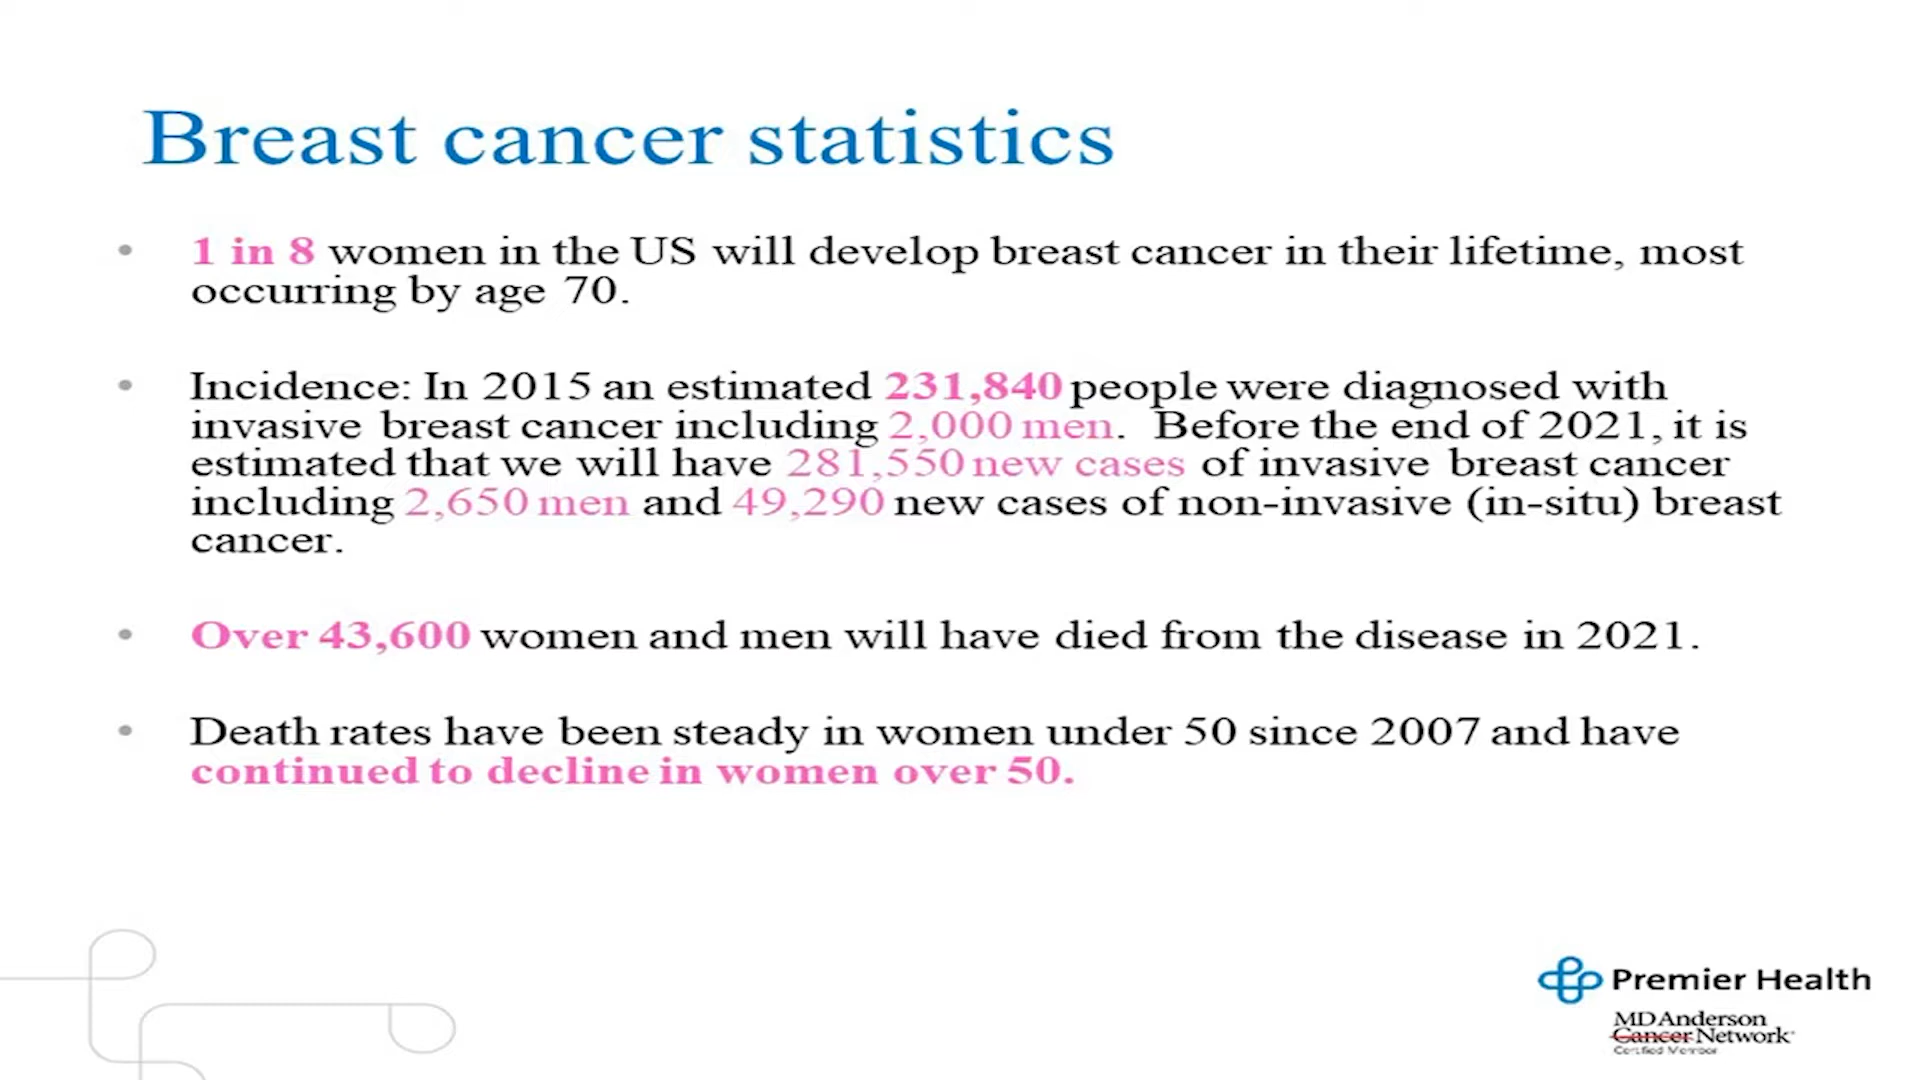 Breast cancer statistics
• 1 in 8 women in the US will develop breast cancer in their lifetime, most
occurring by age 70.
• Incidence: In 2015 an estimated 231,840 people were diagnosed with
invasive breast cancer including 2,000 men. Before the end of 2021, it is
estimated that we will have 281,550 new cases of invasive breast cancer
including 2,650 men and 49,290 new cases of non-invasive (in-situ) breast
cancer.
• Over 43,600 women and men will have died from the disease in 2021.
• Death rates have been steady in women under 50 since 2007 and have
continued to decline in women over 50.
Premier Health
MD Anderson
Cancer Network
Certified Member